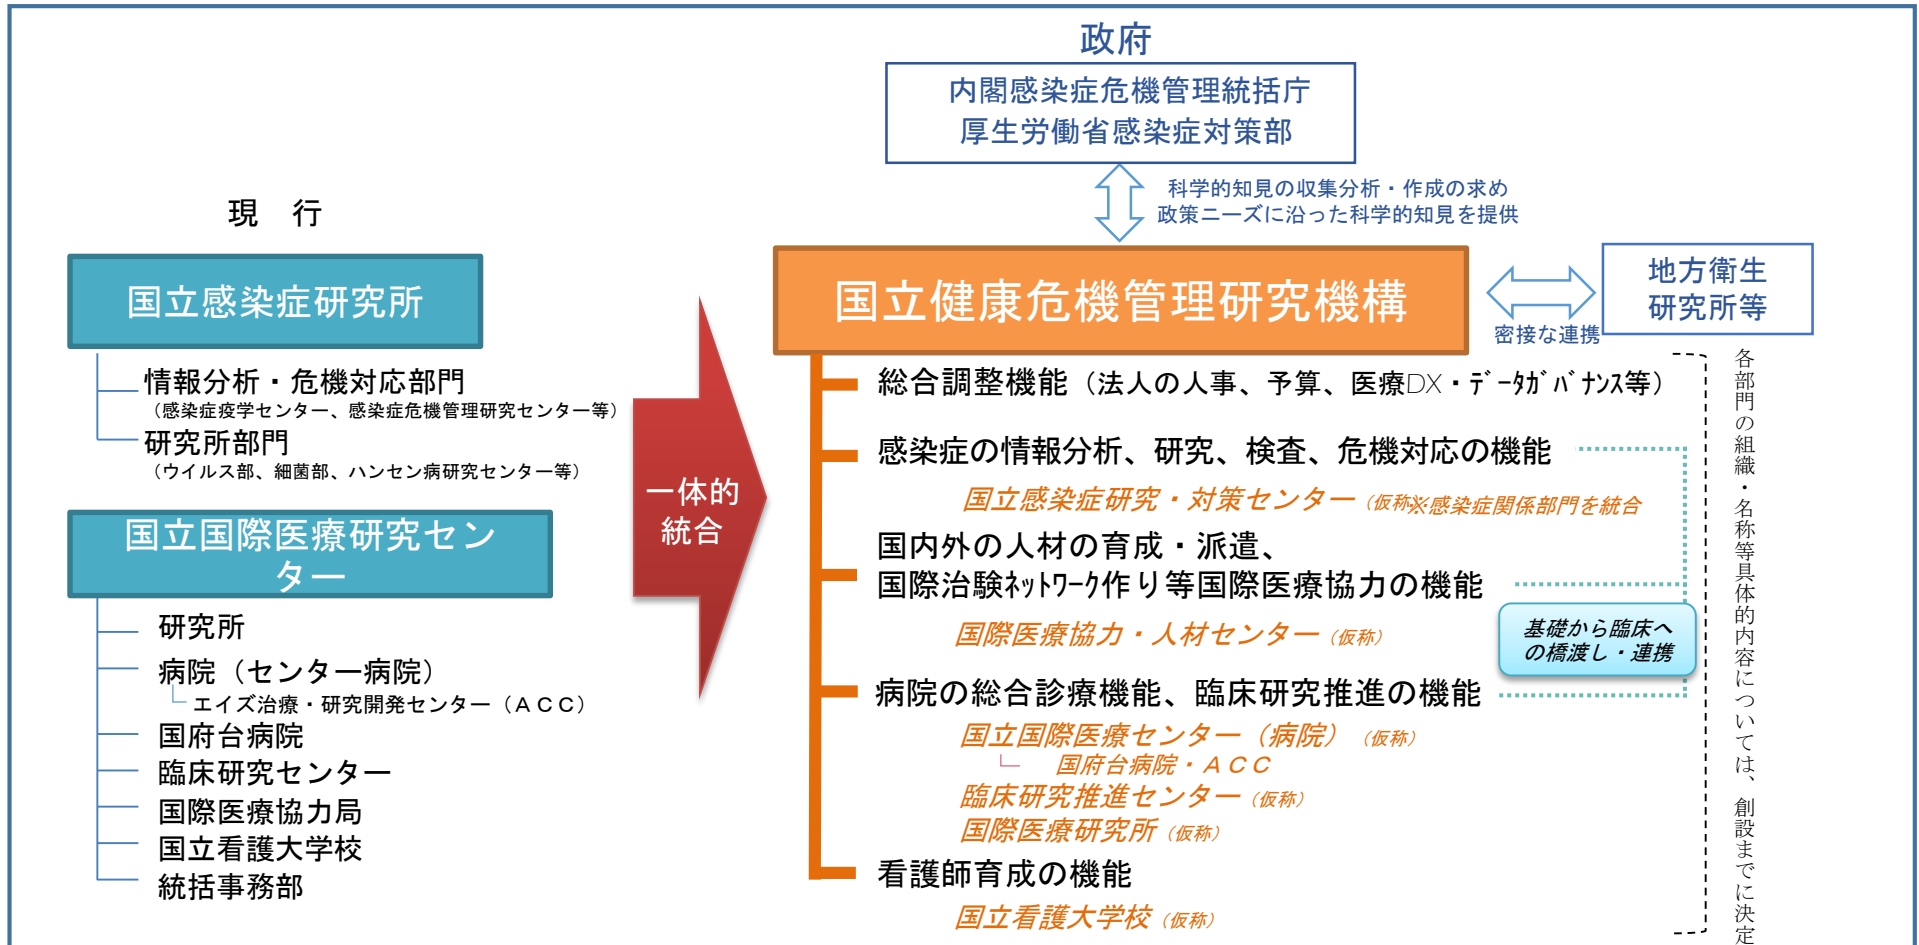 政府
内閣感染症危機管理統括庁
厚生労働省感染症対策部
科学的知見の収集分析・作成の求め
政策ニーズに沿った科学的知見を提供
現　行
国立感染症研究所
情報分析・危機対応部門
（感染症疫学センター、感染症危機管理研究センター等）
研究所部門
（ウイルス部、細菌部、ハンセン病研究センター等）
国立国際医療研究セン
ター
研究所
病院（センター病院）
エイズ治療・研究開発センター（ＡＣＣ）
国府台病院
臨床研究センター
国際医療協力局
国立看護大学校
統括事務部
一体的
統合
国立健康危機管理研究機構
密接な連携
地方衛生
研究所等
総合調整機能（法人の人事、予算、医療DX・ﾃﾞｰﾀｶﾞﾊﾞﾅﾝｽ等）
感染症の情報分析、研究、検査、危機対応の機能
国立感染症研究・対策センター（仮称※感染症関係部門を統合
国内外の人材の育成・派遣、
国際治験ﾈｯﾄﾜｰｸ作り等国際医療協力の機能
国際医療協力・人材センター（仮称）
基礎から臨床へ
の橋渡し・連携
病院の総合診療機能、臨床研究推進の機能
国立国際医療センター（病院）（仮称）
国府台病院・ＡＣＣ
臨床研究推進センター（仮称）
国際医療研究所（仮称）
看護師育成の機能
国立看護大学校（仮称）
各部門の組織・名称等具体的内容については、創設までに決定